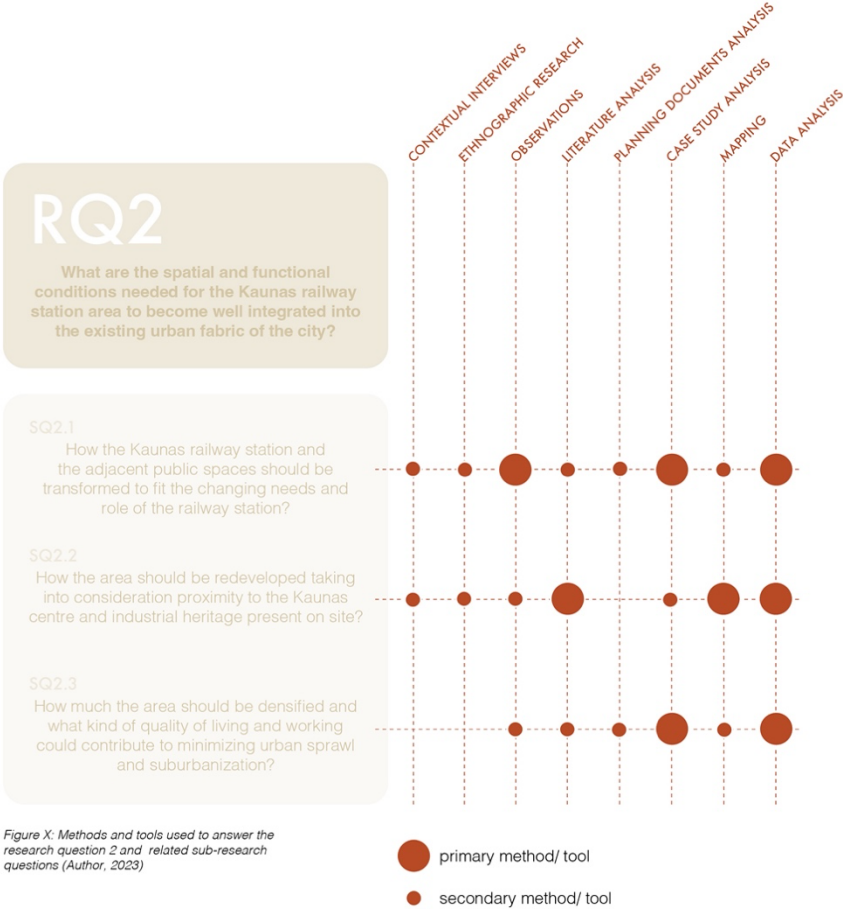 CONTEXTUAL INTERVIEWS
ETHNOGRAPHIC RESEARCH
OBSERVATIONS
LITERATURE ANALYSIS
PLANNING DOCUMENTS ANALYSIS
CASE STUDY ANALYSIS
MAPPING
DATA ANALYSIS
RQ2
What are the spatial and functional
conditions needed for the Kaunas railway
station area to become well integrated into
the existing urban fabric of the city?
SQ2.1
How the Kaunas railway station and
the adjacent public spaces should be
transformed to fit the changing needs and
role of the railway station?
SQ2.2
How the area should be redeveloped taking
into consideration proximity to the Kaunas
centre and industrial heritage present on site?
SQ2.3
How much the area should be densified and
what kind of quality of living and working
could contribute to minimizing urban sprawl
and suburbanization?
Figure X: Methods and tools used to answer the
research question 2 and related sub-research
questions (Author, 2023)
primary method/ tool
secondary method/ tool